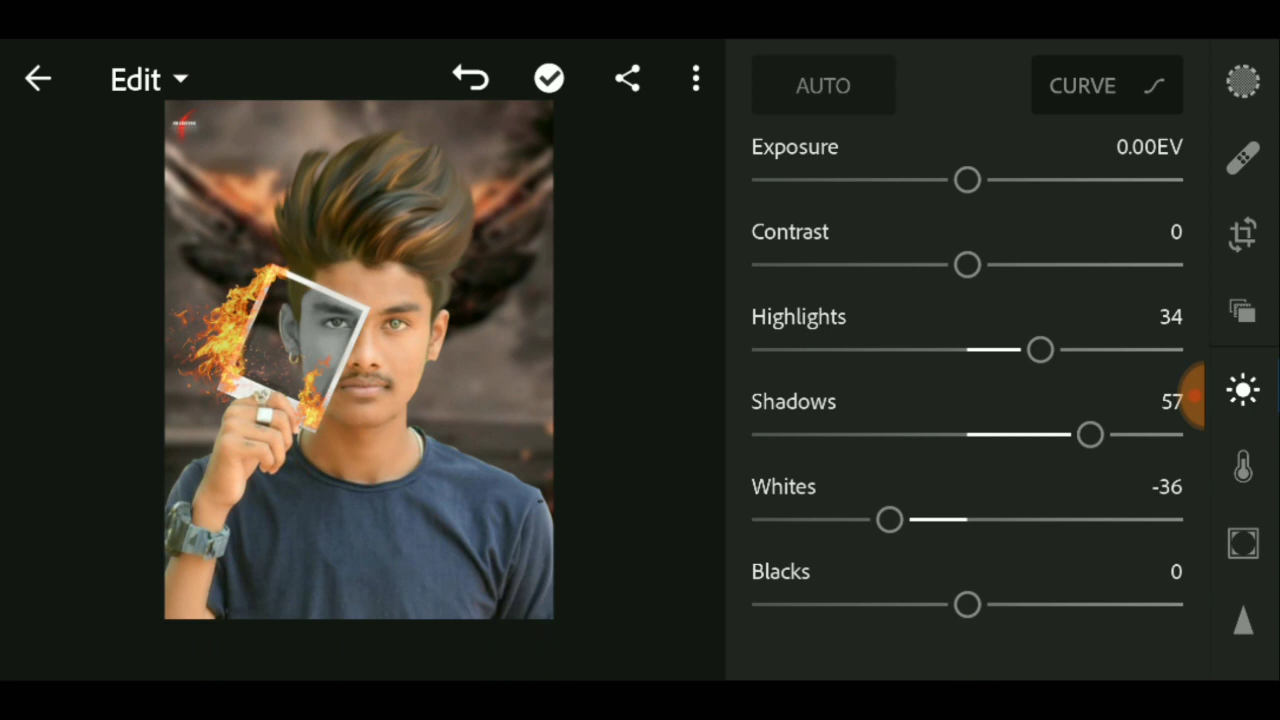 Edit
AUTO
CURVE
Exposure 0.00EV
Contrast 0
Highlights 34
Shadows 57
Whites -36
Blacks 0